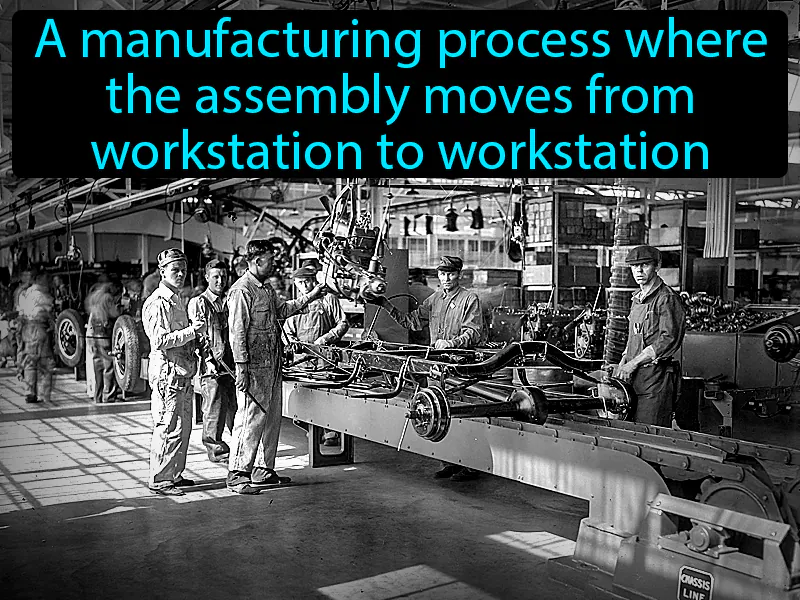 A manufacturing process where
the assembly moves from
workstation to workstation
CHASSIS
LINE